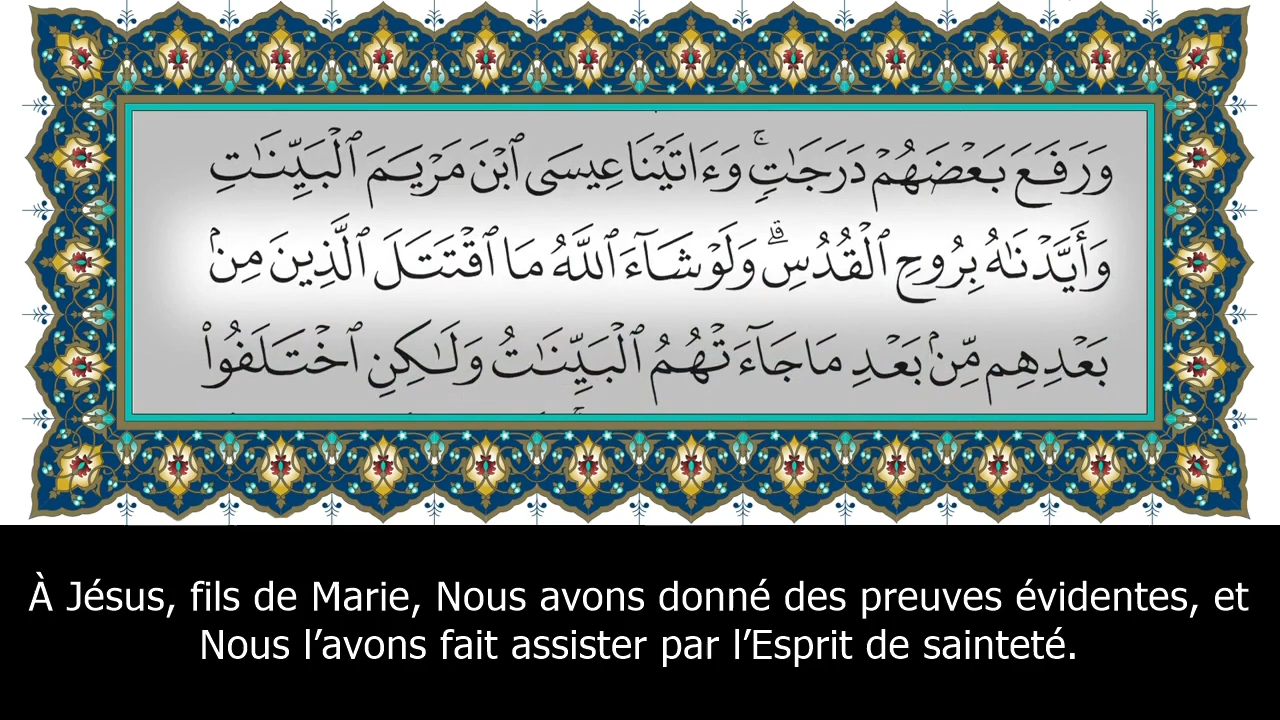 وَرَفَعَ بَعْضَهُمْ دَرَجَٰتٍۚ وَءَاتَيْنَا عِيسَى ٱبْنَ مَرْيَمَ ٱلْبَيِّنَٰتِ
وَأَيَّدْنَٰهُ بِرُوحِ ٱلْقُدُسِۗ وَلَوْ شَآءَ ٱللَّهُ مَا ٱقْتَتَلَ ٱلَّذِينَ مِنۢ
بَعْدِهِم مِّنۢ بَعْدِ مَا جَآءَتْهُمُ ٱلْبَيِّنَٰتُ وَلَٰكِنِ ٱخْتَلَفُوا۟
À Jésus, fils de Marie, Nous avons donné des preuves évidentes, et
Nous l’avons fait assister par l’Esprit de sainteté.